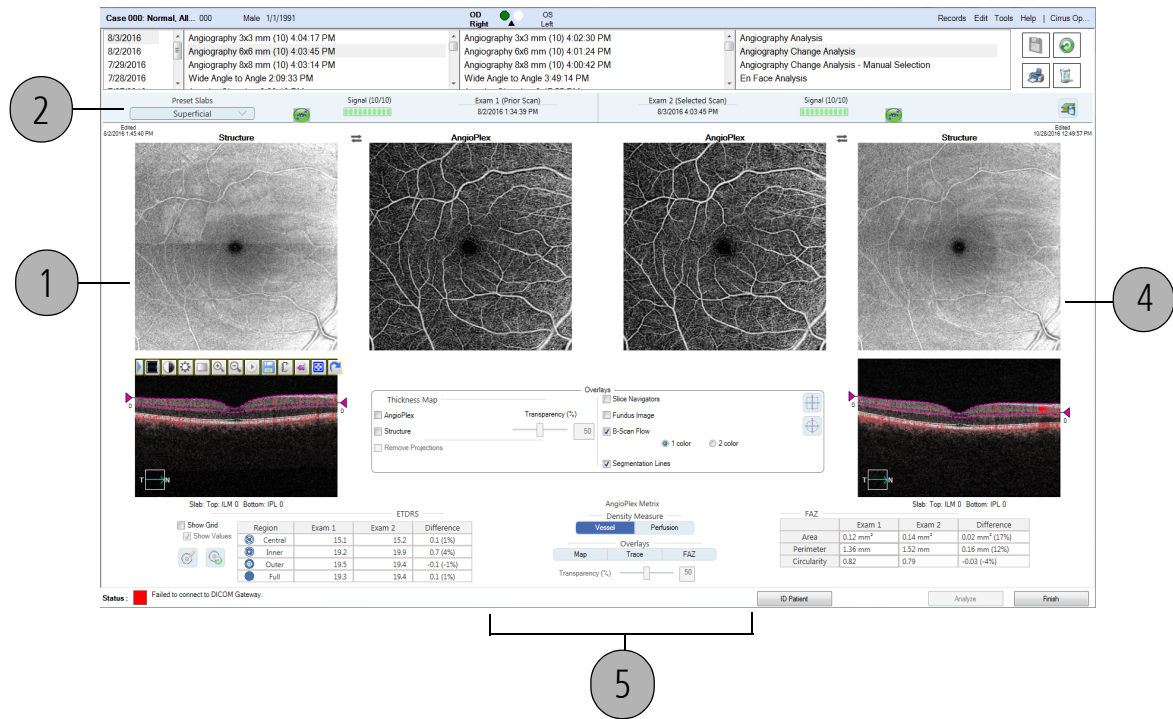 Case 000: Normal, All... 000 Male 1/1/1991 OD Right OS Left Records Edit Tools Help | Cirrus Op...
8/3/2016 Angiography 3x3 mm (10) 4:04:17 PM Angiography 3x3 mm (10) 4:02:30 PM Angiography Analysis
8/2/2016 Angiography 6x6 mm (10) 4:03:45 PM Angiography 6x6 mm (10) 4:01:24 PM Angiography Change Analysis
7/29/2016 Angiography 8x8 mm (10) 4:03:14 PM Angiography 8x8 mm (10) 4:00:42 PM Angiography Change Analysis - Manual Selection
7/28/2016 Wide Angle to Angle 2:09:33 PM Wide Angle to Angle 3:49:14 PM En Face Analysis
2
Preset Slabs Signal (10/10) Exam 1 (Prior Scan) Exam 2 (Selected Scan) Signal (10/10)
Superficial 8/2/2016 1:34:39 PM 8/3/2016 4:03:45 PM
Edited Edited
8/2/2016 1:45:40 PM 10/28/2016 12:49:57 PM
Structure AngioPlex AngioPlex Structure
1
4
Overlays
Thickness Map Slice Navigators
AngioPlex Transparency (%) Fundus Image
Structure 50 B-Scan Flow
Remove Projections 1 color 2 color
Segmentation Lines
0 0 0 0
T N T N
Slab: Top: ILM 0 Bottom: IPL 0 AngioPlex Metrix Slab: Top: ILM 0 Bottom: IPL 0
ETDRS Density Measure FAZ
Show Grid
Show Values
Region Exam 1 Exam 2 Difference
Central 15.1 15.2 0.1 (1%)
Inner 19.2 19.9 0.7 (4%)
Outer 19.5 19.4 -0.1 (-1%)
Full 19.3 19.4 0.1 (1%)
Vessel Perfusion
Overlays
Map Trace FAZ
Transparency (%) 50
Exam 1 Exam 2 Difference
Area 0.12 mm² 0.14 mm² 0.02 mm² (17%)
Perimeter 1.36 mm 1.52 mm 0.16 mm (12%)
Circularity 0.82 0.79 -0.03 (-4%)
Status : Failed to connect to DICOM Gateway. ID Patient Analyze Finish
5